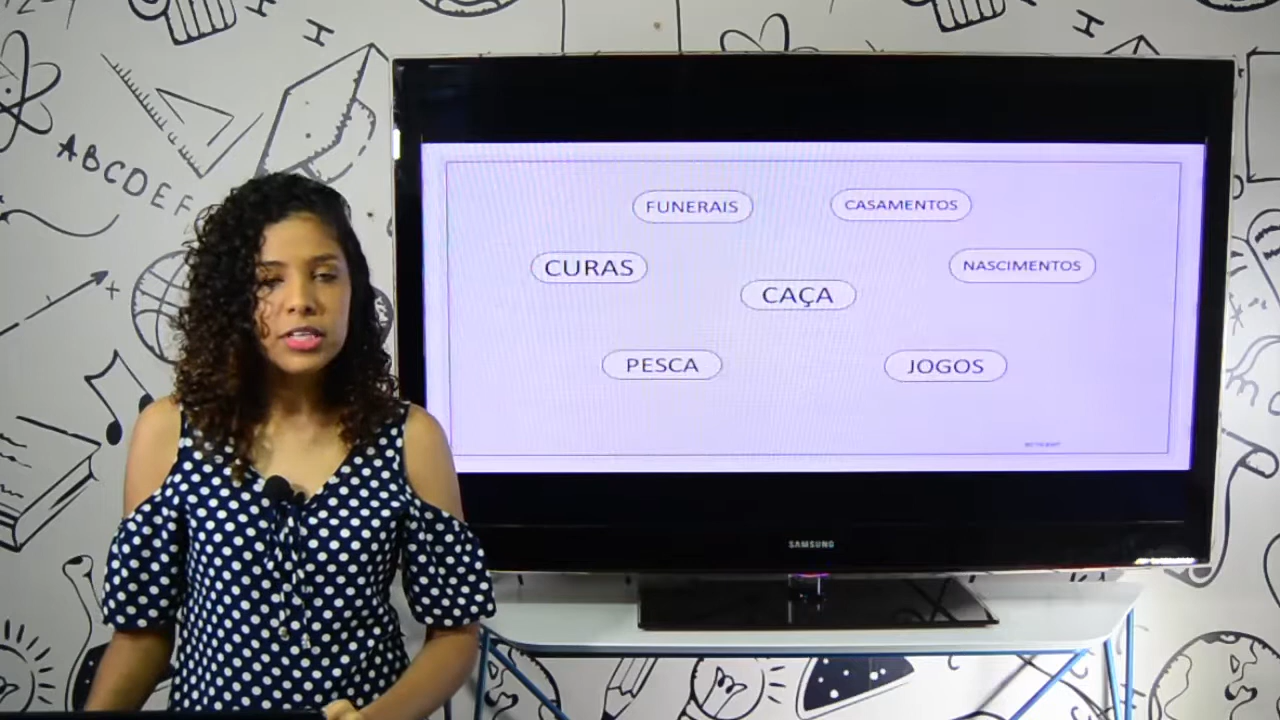 H
H
ABCDEF
FUNERAIS
CASAMENTOS
CURAS
NASCIMENTOS
CAÇA
PESCA
JOGOS
SAMSUNG